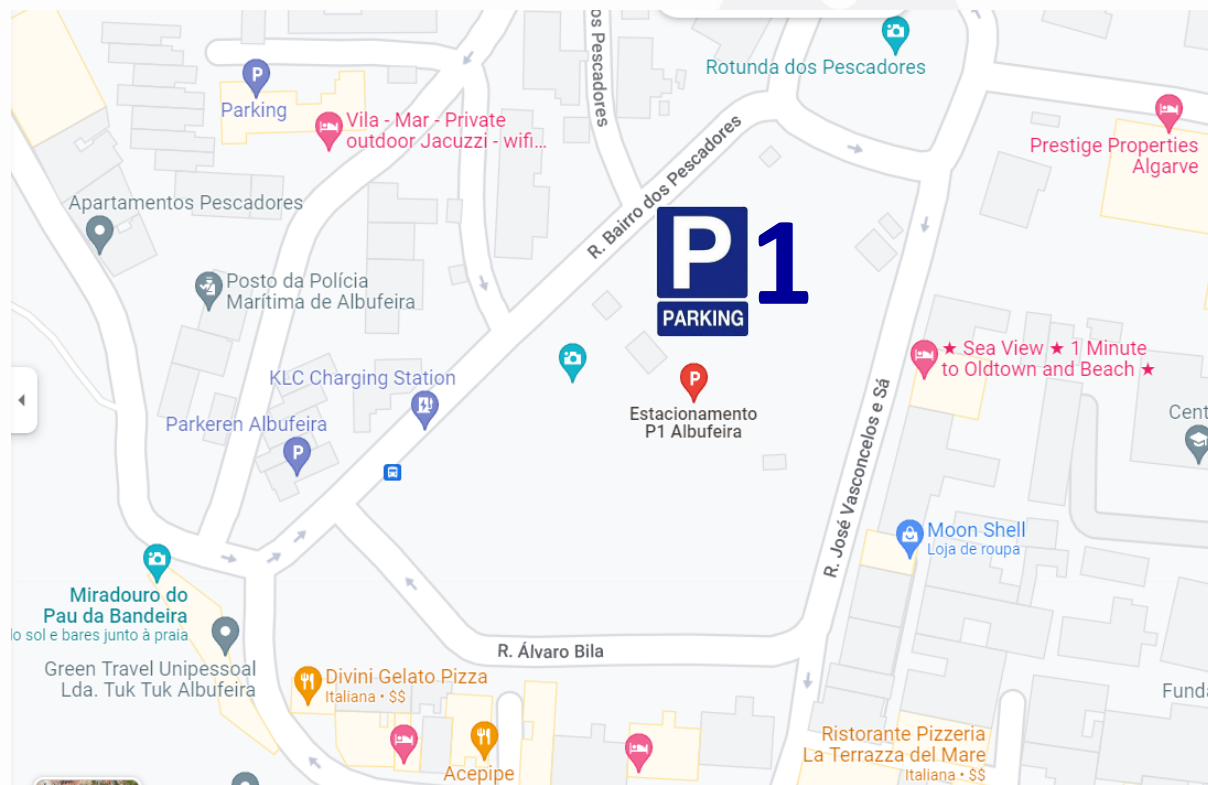 os Pescadores
Rotunda dos Pescadores
Parking
Vila - Mar - Private
outdoor Jacuzzi - wifi...
Prestige Properties
Algarve
R. Bairro dos Pescadores
Apartamentos Pescadores
P 1
PARKING
Posto da Polícia
Marítima de Albufeira
★ Sea View ★ 1 Minute
to Oldtown and Beach ★
KLC Charging Station
Estacionamento
P1 Albufeira
Cent
Parkeren Albufeira
R. José Vasconcelos e Sá
Moon Shell
Loja de roupa
Miradouro do
Pau da Bandeira
lo sol e bares junto à praia
R. Álvaro Bila
Green Travel Unipessoal
Lda. Tuk Tuk Albufeira
Divini Gelato Pizza
Italiana • $$
Funda
Ristorante Pizzeria
La Terrazza del Mare
Italiana • $$
Acepipe